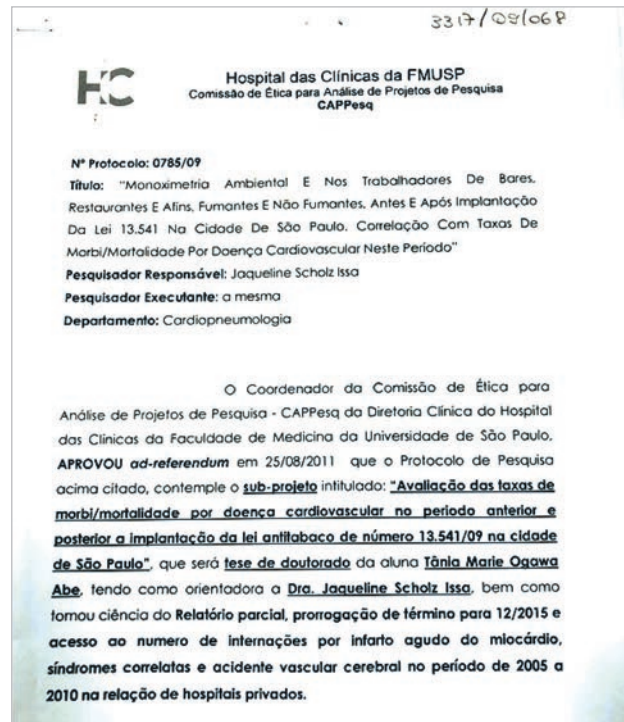 3317/09/068
HC
Hospital das Clínicas da FMUSP
Comissão de Ética para Análise de Projetos de Pesquisa
CAPPesq
Nº Protocolo: 0785/09
Título: "Monoximetria Ambiental E Nos Trabalhadores De Bares,
Restaurantes E Afins, Fumantes E Não Fumantes, Antes E Após Implantação
Da Lei 13.541 Na Cidade De São Paulo. Correlação Com Taxas De
Morbi/Mortalidade Por Doença Cardiovascular Neste Período"
Pesquisador Responsável: Jaqueline Scholz Issa
Pesquisador Executante: a mesma
Departamento: Cardiopneumologia
O Coordenador da Comissão de Ética para
Análise de Projetos de Pesquisa - CAPPesq da Diretoria Clínica do Hospital
das Clínicas da Faculdade de Medicina da Universidade de São Paulo,
APROVOU ad-referendum em 25/08/2011 que o Protocolo de Pesquisa
acima citado, contemple o sub-projeto intitulado: "Avaliação das taxas de
morbi/mortalidade por doença cardiovascular no período anterior e
posterior a implantação da lei antitabaco de número 13.541/09 na cidade
de São Paulo", que será tese de doutorado da aluna Tânia Marie Ogawa
Abe, tendo como orientadora a Dra. Jaqueline Scholz Issa, bem como
tomou ciência do Relatório parcial, prorrogação de término para 12/2015 e
acesso ao numero de internações por infarto agudo do miocárdio,
síndromes correlatas e acidente vascular cerebral no período de 2005 a
2010 na relação de hospitais privados.